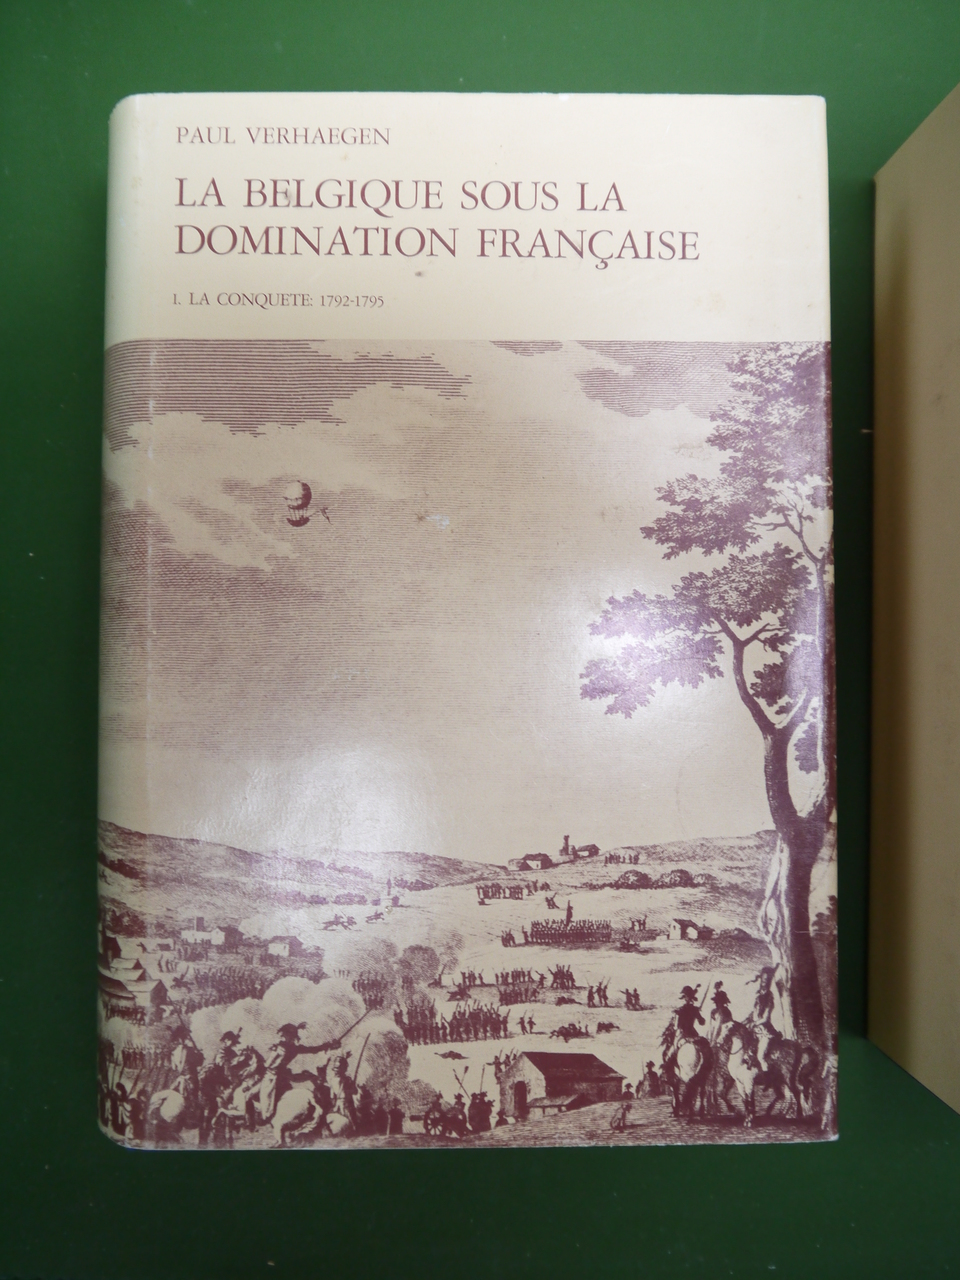 PAUL VERHAEGEN
LA BELGIQUE SOUS LA
DOMINATION FRANÇAISE
I. LA CONQUETE: 1792-1795